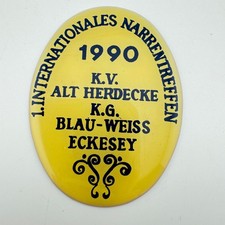 1. INTERNATIONALES NARRENTREFFEN
1990
K.V.
ALT HERDECKE
K.G.
BLAU-WEISS
ECKESEY